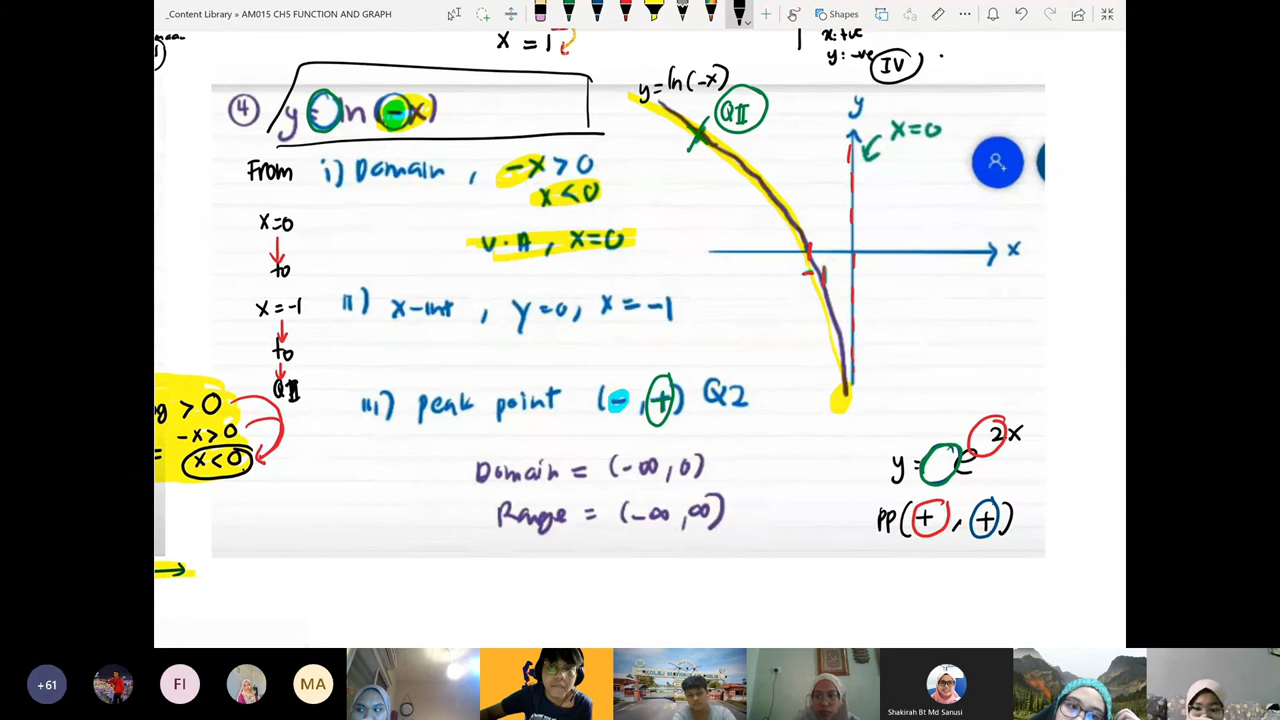 _Content Library » AM015 CH5 FUNCTION AND GRAPH
Shapes
x = 1
x: +ve
y: -ve IV
④ y = ln(-x)
From
i) Domain, -x > 0
x < 0
V.A, x=0
x=0
to
x=-1
to
QII
ii) x-int, y=0, x=-1
iii) peak point (-, +) Q2
Domain = (-∞, 0)
Range = (-∞, ∞)
> 0
-x>0
= x<0
y=ln(-x)
QII
y
x=0
x
y = e^2x
PP(+, +)
+61
FI
MA
Shakirah Bt Md Sanusi